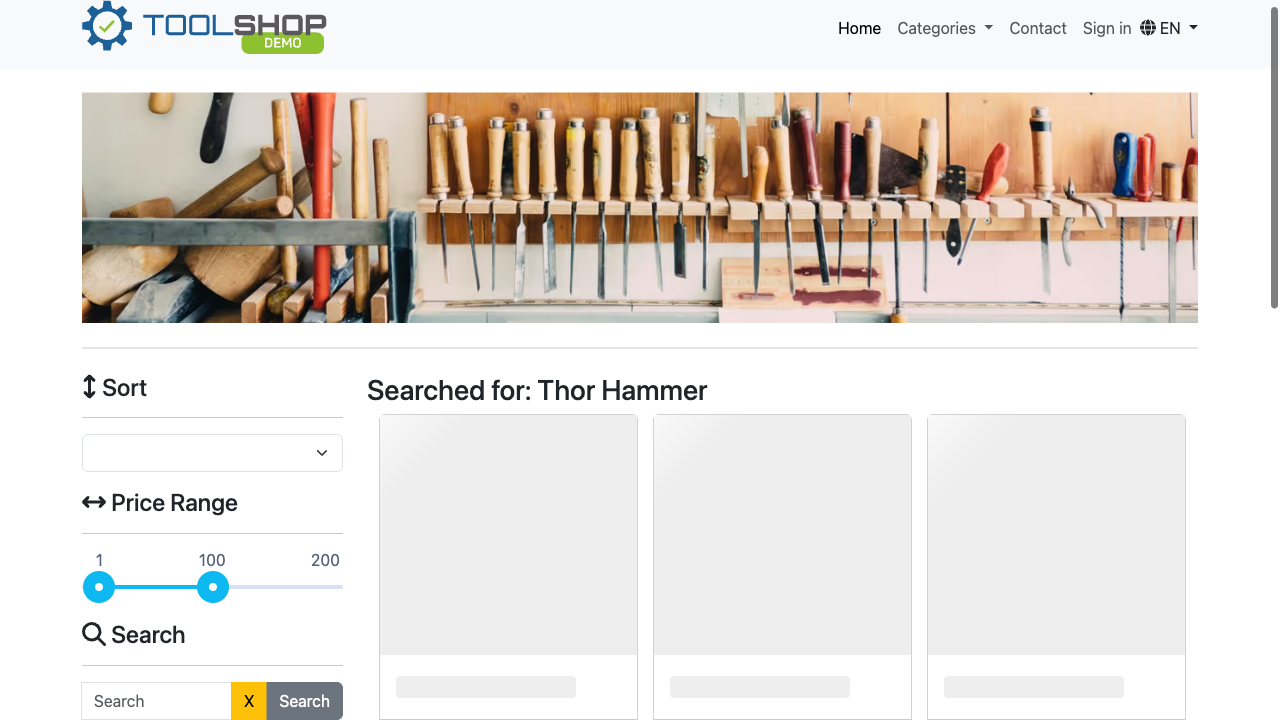 TOOLSHOP
DEMO
Home Categories Contact Sign in EN
Sort
Searched for: Thor Hammer
Price Range
1 100 200
Search
Search X Search